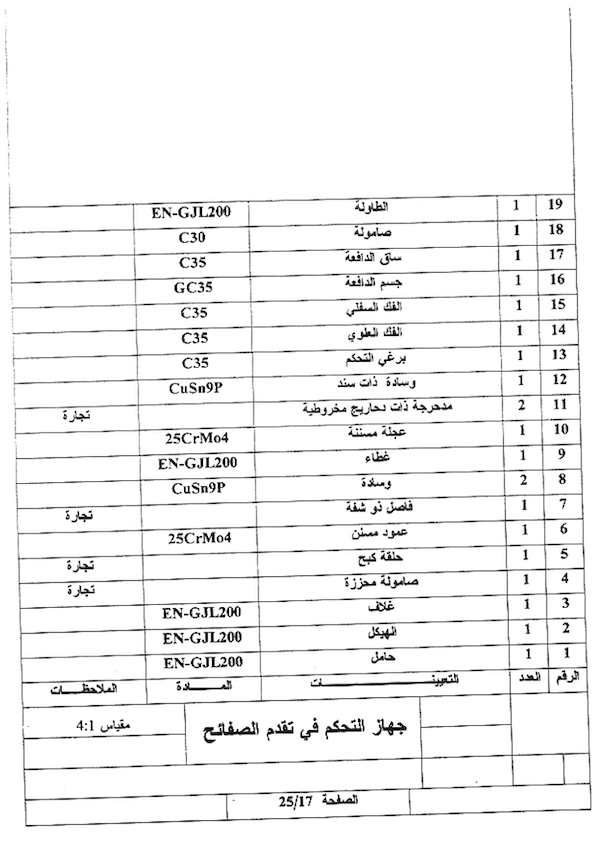 19 1 الطاولة EN-GJL200
18 1 صامولة C30
17 1 ساق الدافعة C35
16 1 جسم الدافعة GC35
15 1 الفك السفلي C35
14 1 الفك العلوي C35
13 1 برغي التحكم C35
12 1 وسادة ذات سند CuSn9P
11 2 مدحرجة ذات دحاريج مخروطية تجارة
10 1 عجلة مسننة 25CrMo4
9 1 غطاء EN-GJL200
8 2 وسادة CuSn9P
7 1 فاصل ذو شفة تجارة
6 1 عمود مسنن 25CrMo4
5 1 حلقة كبح تجارة
4 1 صامولة محززة تجارة
3 1 غلاف EN-GJL200
2 1 الهيكل EN-GJL200
1 1 حامل EN-GJL200
الرقم العدد التعيينـــات المــــادة الملاحظــات
جهاز التحكم في تقدم الصفائح
مقياس 4:1
الصفحة 25/17